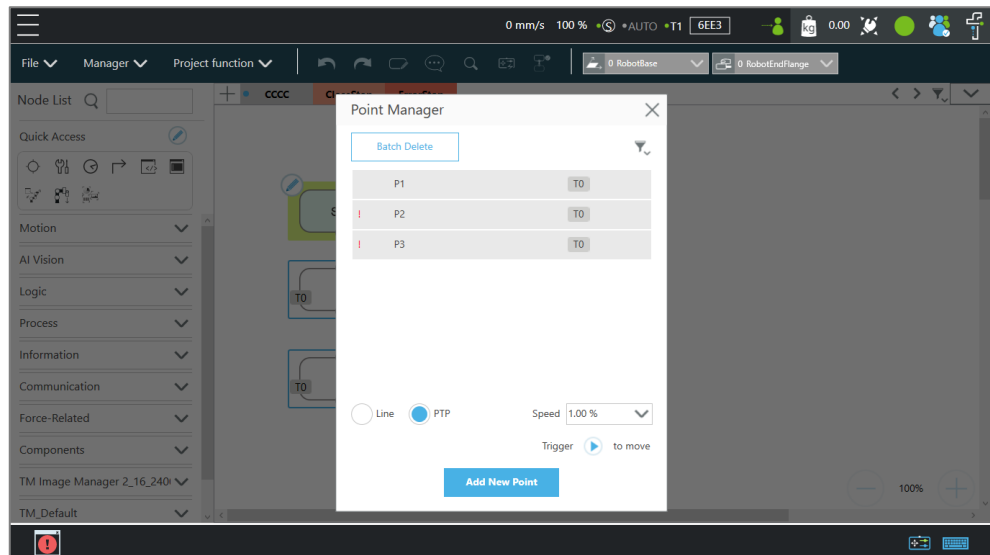 0 mm/s 100 % S AUTO T1 6EE3 kg 0.00
File Manager Project function 0 RobotBase 0 RobotEndFlange
Node List
cccc
Quick Access
Motion
AI Vision
Logic
Process
Information
Communication
Force-Related
Components
TM Image Manager 2_16_240
TM_Default
T0
T0
Point Manager
Batch Delete
P1 T0
! P2 T0
! P3 T0
Line PTP Speed 1.00 %
Trigger to move
Add New Point
100%